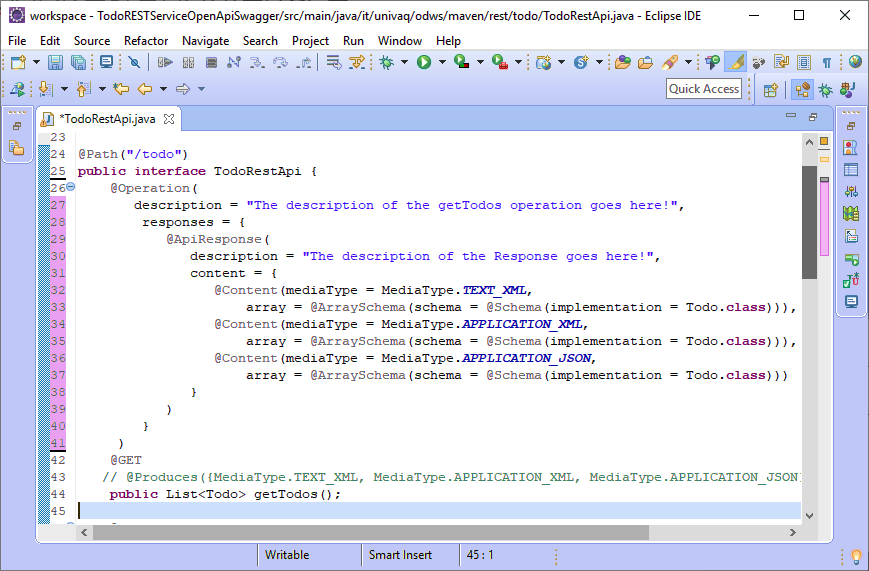 workspace - TodoRESTServiceOpenApiSwagger/src/main/java/it/univaq/odws/maven/rest/todo/TodoRestApi.java - Eclipse IDE
File Edit Source Refactor Navigate Search Project Run Window Help
Quick Access
*TodoRestApi.java
23
24 @Path("/todo")
25 public interface TodoRestApi {
26 @Operation(
27 description = "The description of the getTodos operation goes here!",
28 responses = {
29 @ApiResponse(
30 description = "The description of the Response goes here!",
31 content = {
32 @Content(mediaType = MediaType.TEXT_XML,
33 array = @ArraySchema(schema = @Schema(implementation = Todo.class))),
34 @Content(mediaType = MediaType.APPLICATION_XML,
35 array = @ArraySchema(schema = @Schema(implementation = Todo.class))),
36 @Content(mediaType = MediaType.APPLICATION_JSON,
37 array = @ArraySchema(schema = @Schema(implementation = Todo.class)))
38 }
39 )
40 }
41 )
42 @GET
43 // @Produces({MediaType.TEXT_XML, MediaType.APPLICATION_XML, MediaType.APPLICATION_JSON}
44 public List<Todo> getTodos();
45
Writable Smart Insert 45 : 1